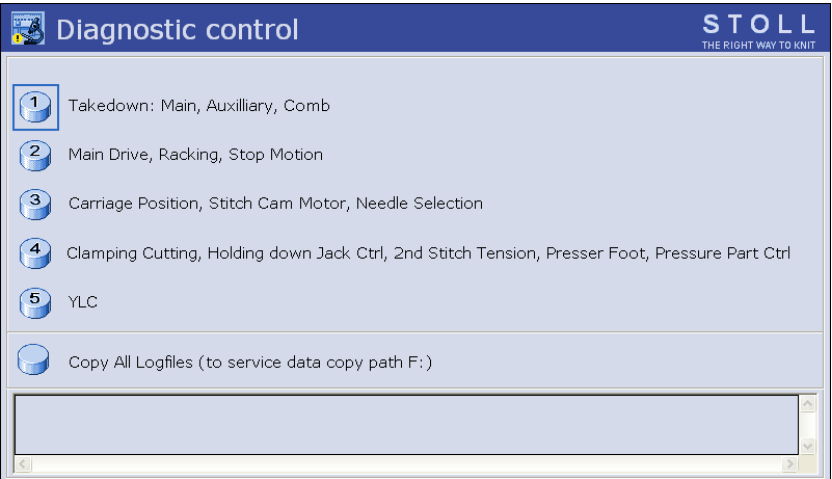 Diagnostic control
STOLL
THE RIGHT WAY TO KNIT
1 Takedown: Main, Auxilliary, Comb
2 Main Drive, Racking, Stop Motion
3 Carriage Position, Stitch Cam Motor, Needle Selection
4 Clamping Cutting, Holding down Jack Ctrl, 2nd Stitch Tension, Presser Foot, Pressure Part Ctrl
5 YLC
Copy All Logfiles (to service data copy path F:)